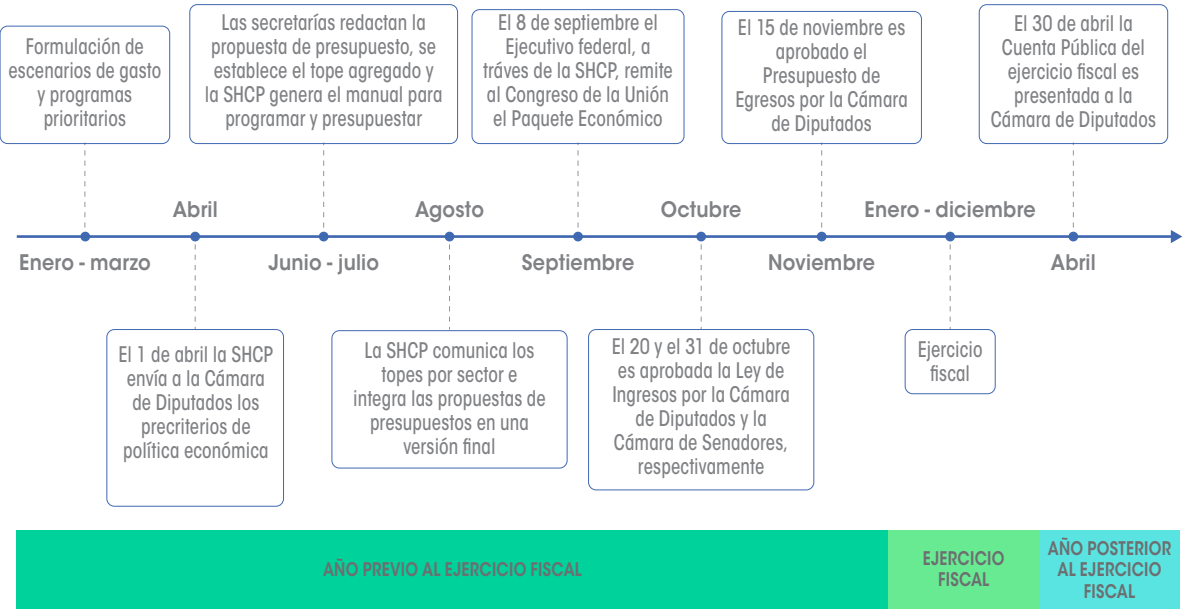 Formulación de
escenarios de gasto
y programas
prioritarios
Las secretarías redactan la
propuesta de presupuesto, se
establece el tope agregado y
la SHCP genera el manual para
programar y presupuestar
El 8 de septiembre el
Ejecutivo federal, a
tráves de la SHCP, remite
al Congreso de la Unión
el Paquete Económico
El 15 de noviembre es
aprobado el
Presupuesto de
Egresos por la Cámara
de Diputados
El 30 de abril la
Cuenta Pública del
ejercicio fiscal es
presentada a la
Cámara de Diputados
Abril
Agosto
Octubre
Enero - diciembre
Enero - marzo
Junio - julio
Septiembre
Noviembre
Abril
El 1 de abril la SHCP
envía a la Cámara
de Diputados los
precriterios de
política económica
La SHCP comunica los
topes por sector e
integra las propuestas de
presupuestos en una
versión final
El 20 y el 31 de octubre
es aprobada la Ley de
Ingresos por la Cámara
de Diputados y la
Cámara de Senadores,
respectivamente
Ejercicio
fiscal
AÑO PREVIO AL EJERCICIO FISCAL
EJERCICIO
FISCAL
AÑO POSTERIOR
AL EJERCICIO
FISCAL